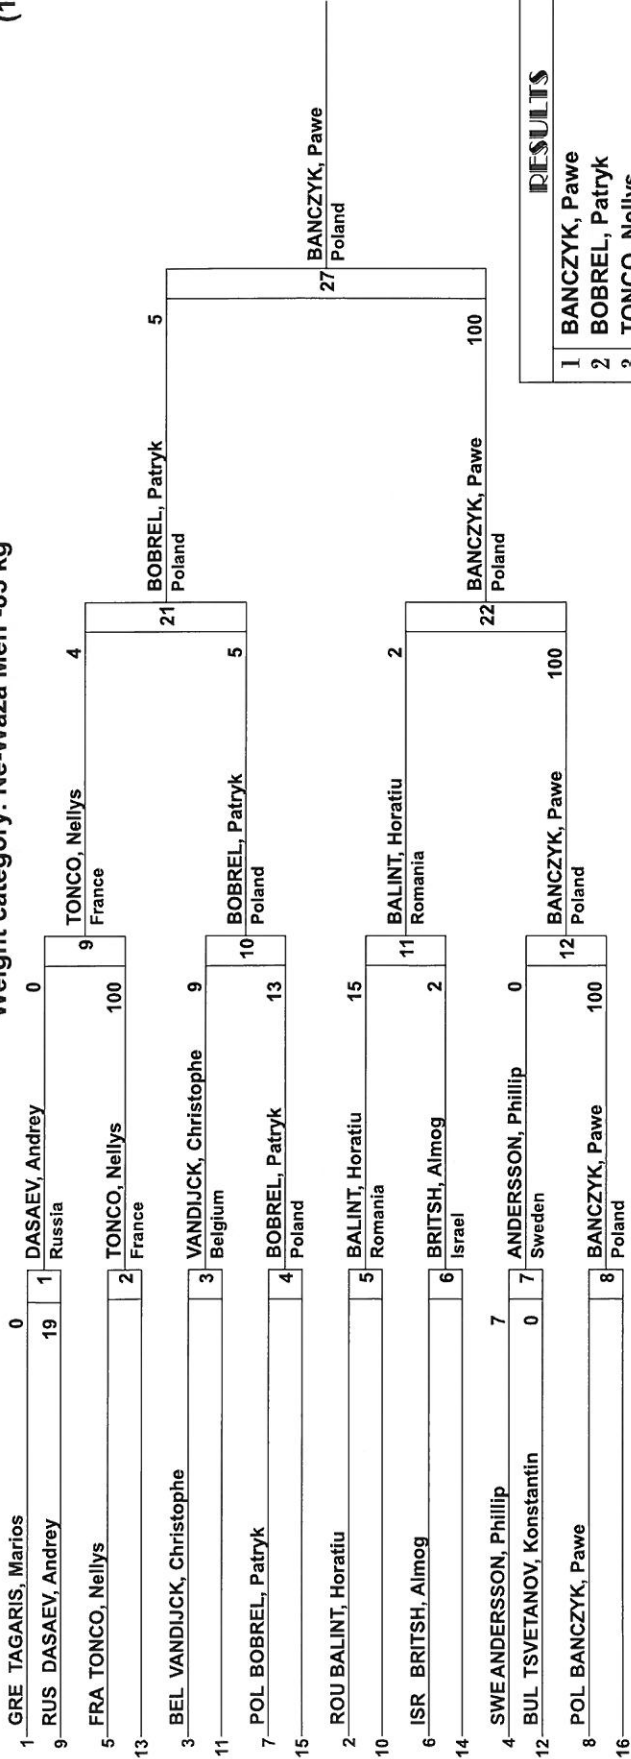 (1
Weight category: Ne-Waza Men -85 kg
1 GRE TAGARIS, Marios 0
9 RUS DASAEV, Andrey 19
1
DASAEV, Andrey 0
Russia
5 FRA TONCO, Nellys
13
2
TONCO, Nellys 100
France
9
TONCO, Nellys 4
France
3 BEL VANDIJCK, Christophe
11
3
VANDIJCK, Christophe 9
Belgium
7 POL BOBREL, Patryk
15
4
BOBREL, Patryk 13
Poland
10
BOBREL, Patryk 5
Poland
21
BOBREL, Patryk 5
Poland
2 ROU BALINT, Horatiu
10
5
BALINT, Horatiu 15
Romania
6 ISR BRITSH, Almog
14
6
BRITSH, Almog 2
Israel
11
BALINT, Horatiu 2
Romania
4 SWE ANDERSSON, Phillip 7
12 BUL TSVETANOV, Konstantin 0
7
ANDERSSON, Phillip 0
Sweden
8 POL BANCZYK, Pawe
16
8
BANCZYK, Pawe 100
Poland
12
BANCZYK, Pawe 100
Poland
22
BANCZYK, Pawe 100
Poland
27
BANCZYK, Pawe
Poland
RESULTS
1 BANCZYK, Pawe
2 BOBREL, Patryk
3 TONCO, Nellys